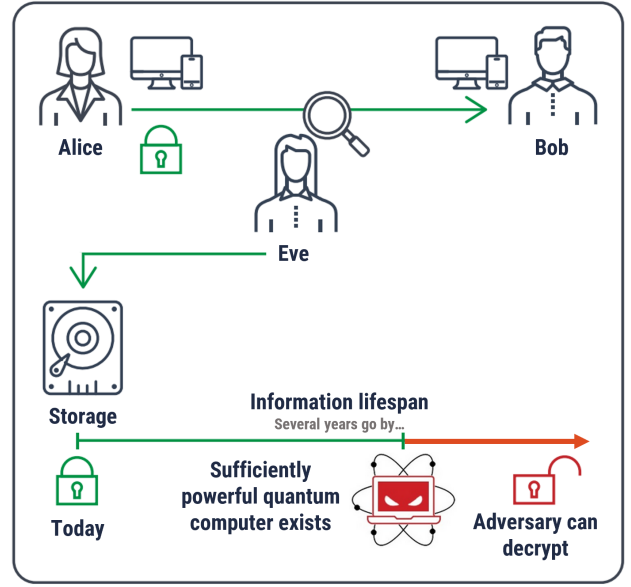 Alice
Bob
Eve
Storage
Information lifespan
Several years go by...
Today
Sufficiently
powerful quantum
computer exists
Adversary can
decrypt